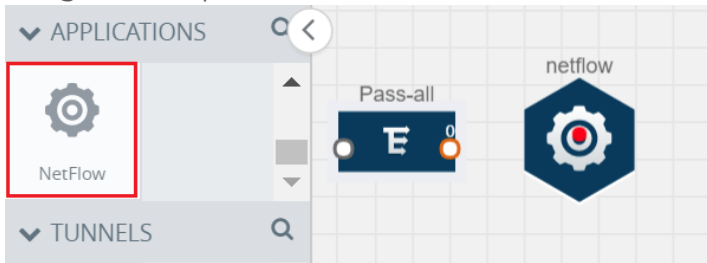 APPLICATIONS
NetFlow
TUNNELS
Pass-all
0
netflow